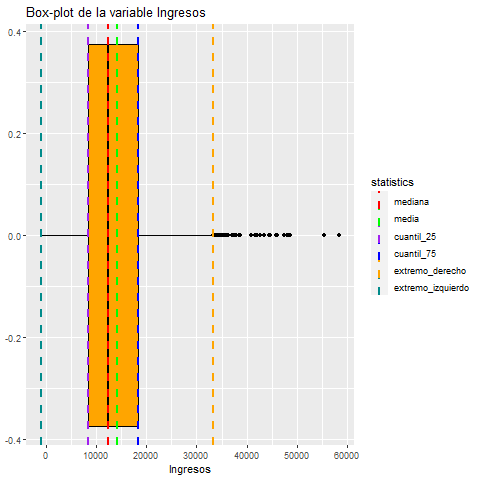 Box-plot de la variable Ingresos
0.4
0.2
0.0
-0.2
-0.4
0
10000
20000
30000
40000
50000
60000
Ingresos
statistics
mediana
media
cuantil_25
cuantil_75
extremo_derecho
extremo_izquierdo